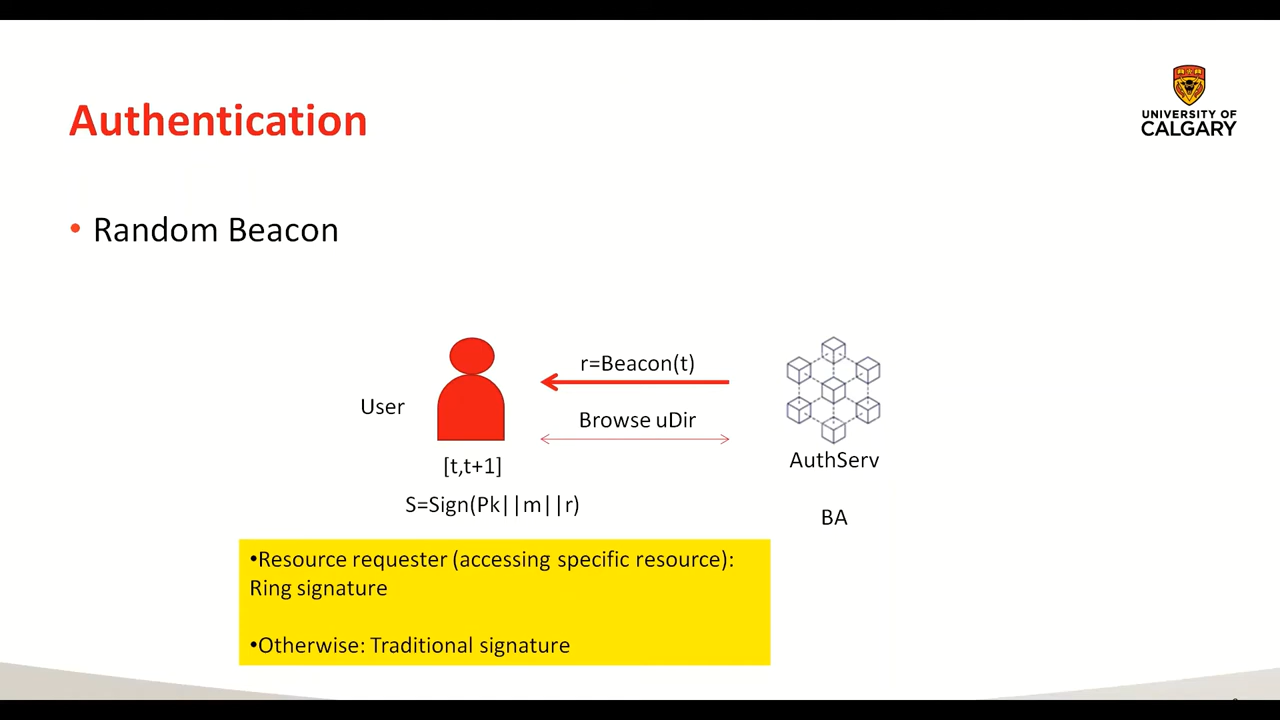 Authentication
UNIVERSITY OF
CALGARY
• Random Beacon
r=Beacon(t)
User
Browse uDir
AuthServ
[t,t+1]
S=Sign(Pk||m||r)
BA
•Resource requester (accessing specific resource):
Ring signature
•Otherwise: Traditional signature